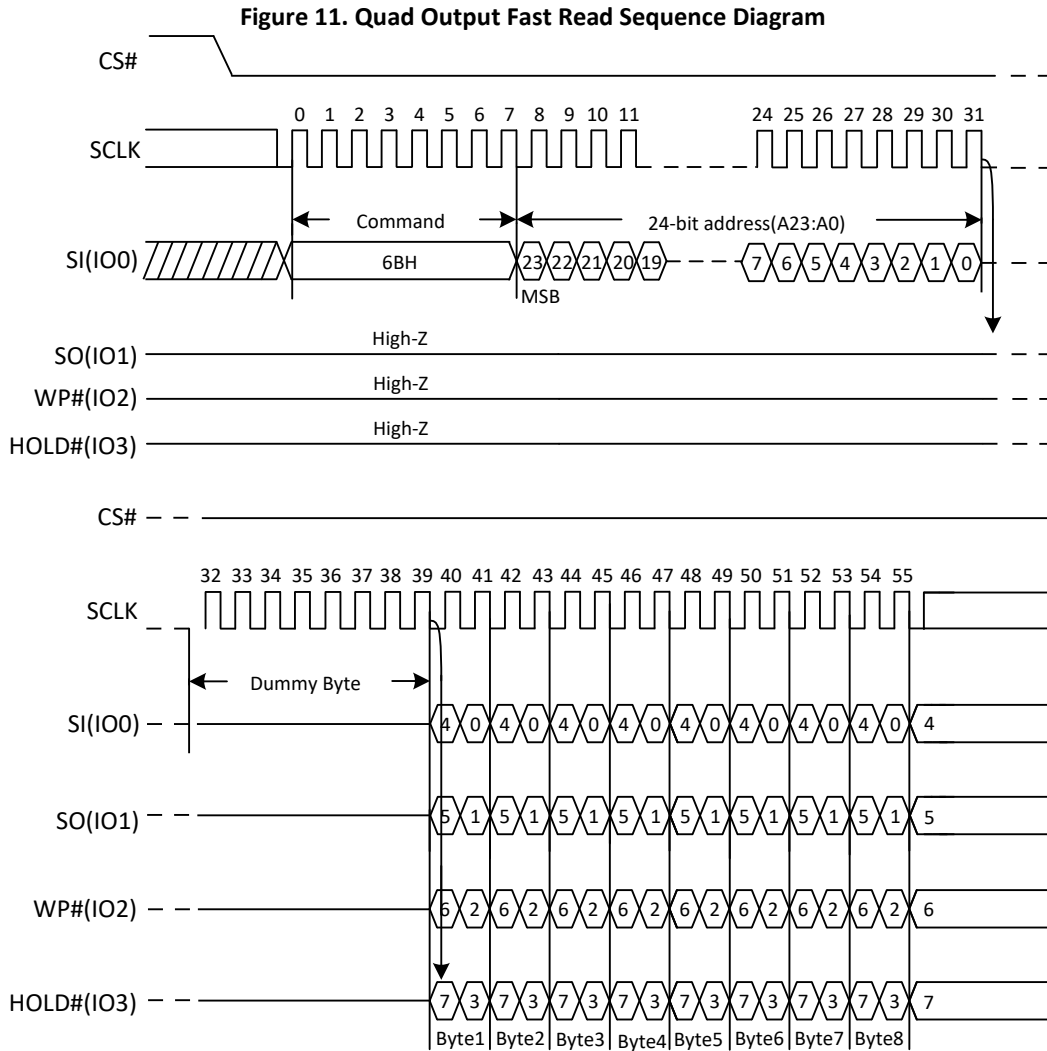 Figure 11. Quad Output Fast Read Sequence Diagram
CS#
0 1 2 3 4 5 6 7 8 9 10 11 24 25 26 27 28 29 30 31
SCLK
Command 24-bit address(A23:A0)
SI(IO0) 6BH 23 22 21 20 19 7 6 5 4 3 2 1 0
MSB
High-Z
SO(IO1)
High-Z
WP#(IO2)
High-Z
HOLD#(IO3)
CS#
32 33 34 35 36 37 38 39 40 41 42 43 44 45 46 47 48 49 50 51 52 53 54 55
SCLK
Dummy Byte
SI(IO0) 4 0 4 0 4 0 4 0 4 0 4 0 4 0 4 0 4
SO(IO1) 5 1 5 1 5 1 5 1 5 1 5 1 5 1 5 1 5
WP#(IO2) 6 2 6 2 6 2 6 2 6 2 6 2 6 2 6 2 6
HOLD#(IO3) 7 3 7 3 7 3 7 3 7 3 7 3 7 3 7 3 7
Byte1 Byte2 Byte3 Byte4 Byte5 Byte6 Byte7 Byte8